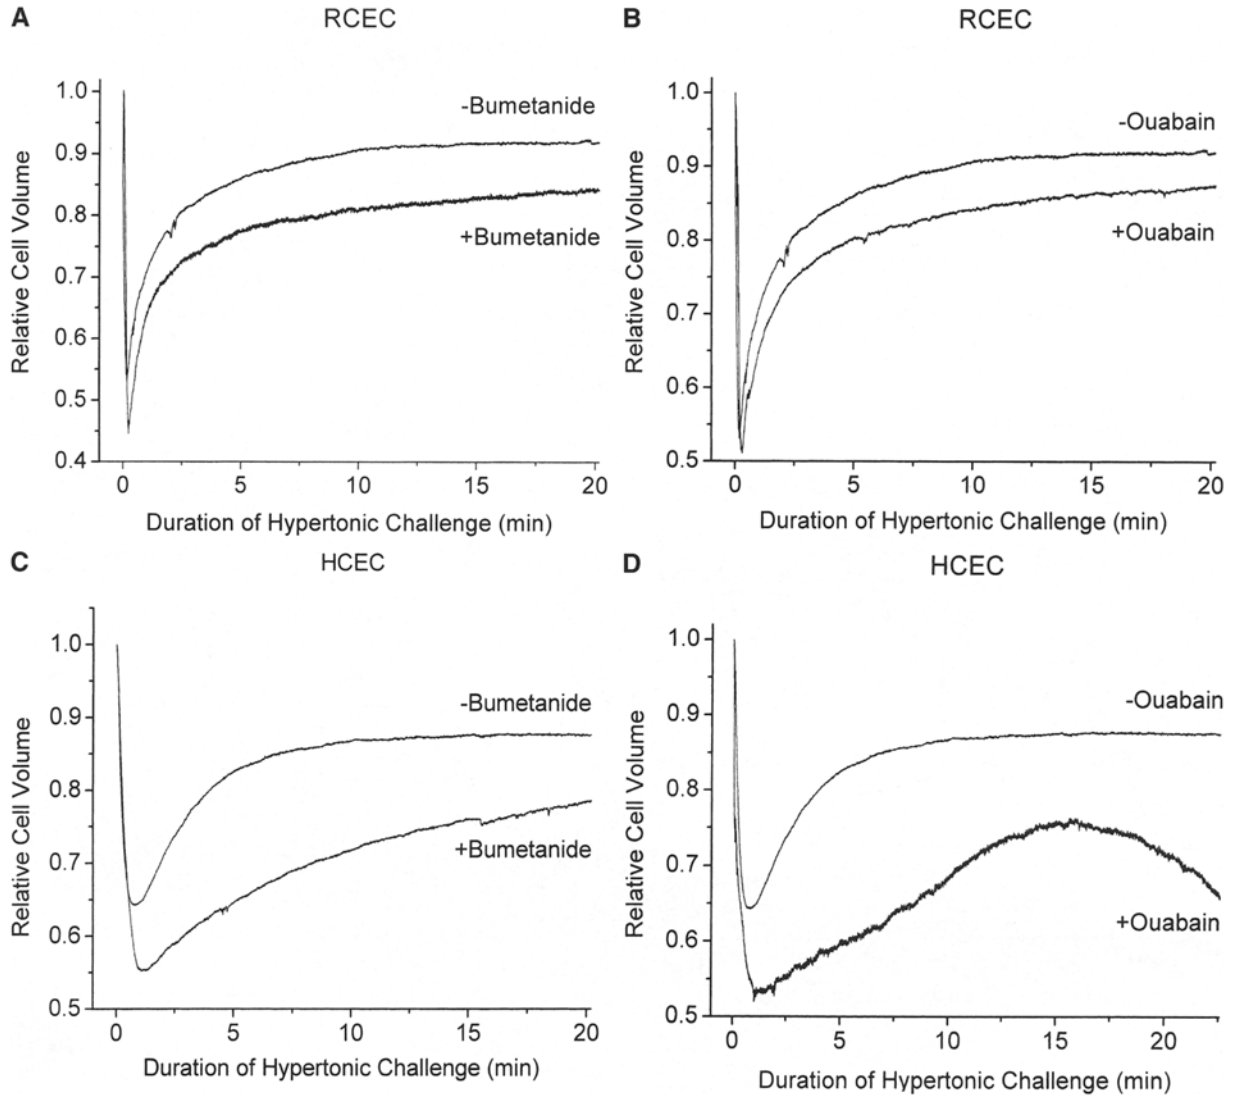 A
RCEC
1.0
0.9
0.8
0.7
0.6
0.5
0.4
Relative Cell Volume
-Bumetanide
+Bumetanide
0 5 10 15 20
Duration of Hypertonic Challenge (min)
B
RCEC
1.0
0.9
0.8
0.7
0.6
0.5
Relative Cell Volume
-Ouabain
+Ouabain
0 5 10 15 20
Duration of Hypertonic Challenge (min)
C
HCEC
1.0
0.9
0.8
0.7
0.6
0.5
Relative Cell Volume
-Bumetanide
+Bumetanide
0 5 10 15 20
Duration of Hypertonic Challenge (min)
D
HCEC
1.0
0.9
0.8
0.7
0.6
0.5
Relative Cell Volume
-Ouabain
+Ouabain
0 5 10 15 20
Duration of Hypertonic Challenge (min)